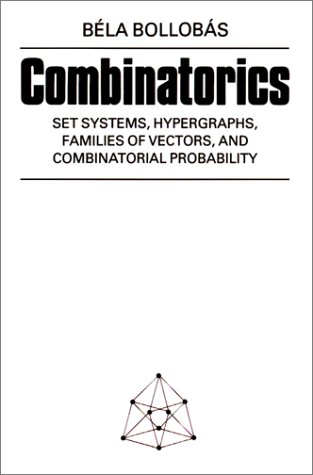 BÉLA BOLLOBÁS
Combinatorics
SET SYSTEMS, HYPERGRAPHS,
FAMILIES OF VECTORS, AND
COMBINATORIAL PROBABILITY